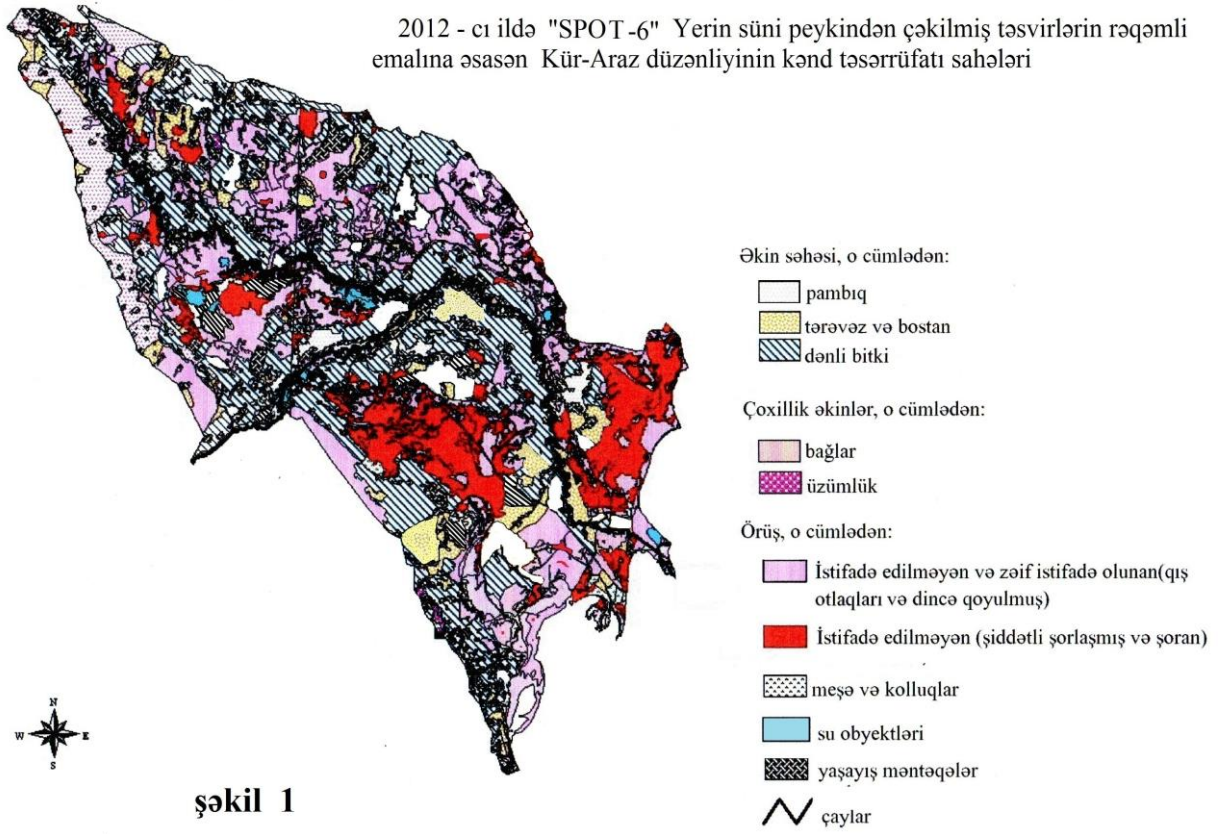 2012 - cı ildə "SPOT-6" Yerin süni peykindən çəkilmiş təsvirlərin rəqəmli
emalına əsasən Kür-Araz düzənliyinin kənd təsərrüfatı sahələri
Əkin səhəsi, o cümlədən:
pambıq
tərəvəz və bostan
dənli bitki
Çoxillik əkinlər, o cümlədən:
bağlar
üzümlük
Örüş, o cümlədən:
İstifadə edilməyən və zəif istifadə olunan(qış
otlaqları və dincə qoyulmuş)
İstifadə edilməyən (şiddətli şorlaşmış və şoran)
meşə və kolluqlar
su obyektləri
yaşayış məntəqələr
çaylar
N
W E
S
şəkil 1